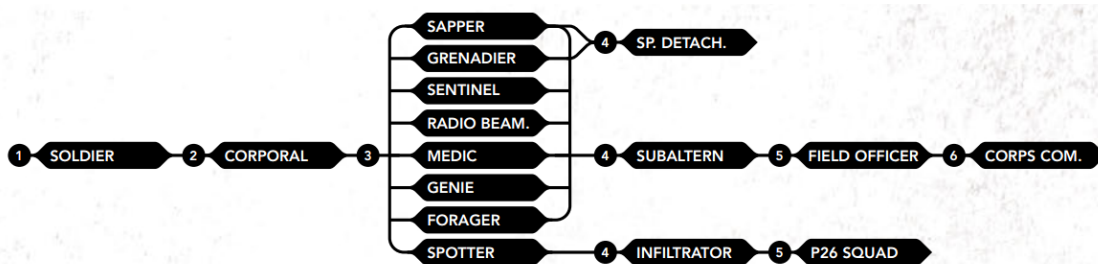 SAPPER
4 SP. DETACH.
GRENADIER
SENTINEL
RADIO BEAM.
1 SOLDIER 2 CORPORAL 3 MEDIC 4 SUBALTERN 5 FIELD OFFICER 6 CORPS COM.
GENIE
FORAGER
SPOTTER 4 INFILTRATOR 5 P26 SQUAD